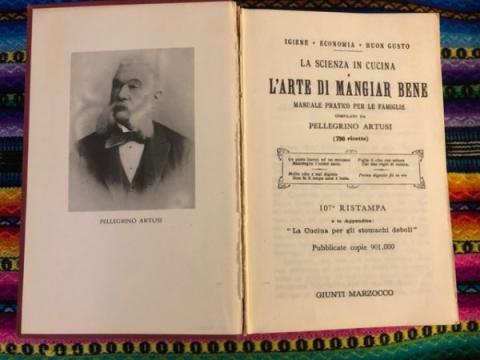 PELLEGRINO ARTUSI
IGIENE - ECONOMIA - BUON GUSTO
LA SCIENZA IN CUCINA
E
L'ARTE DI MANGIAR BENE
MANUALE PRATICO PER LE FAMIGLIE
COMPILATO DA
PELLEGRINO ARTUSI
(790 ricette)
107ª RISTAMPA
e in Appendice:
"La Cucina per gli stomachi deboli"
Pubblicate copie 901.000
GIUNTI MARZOCCO